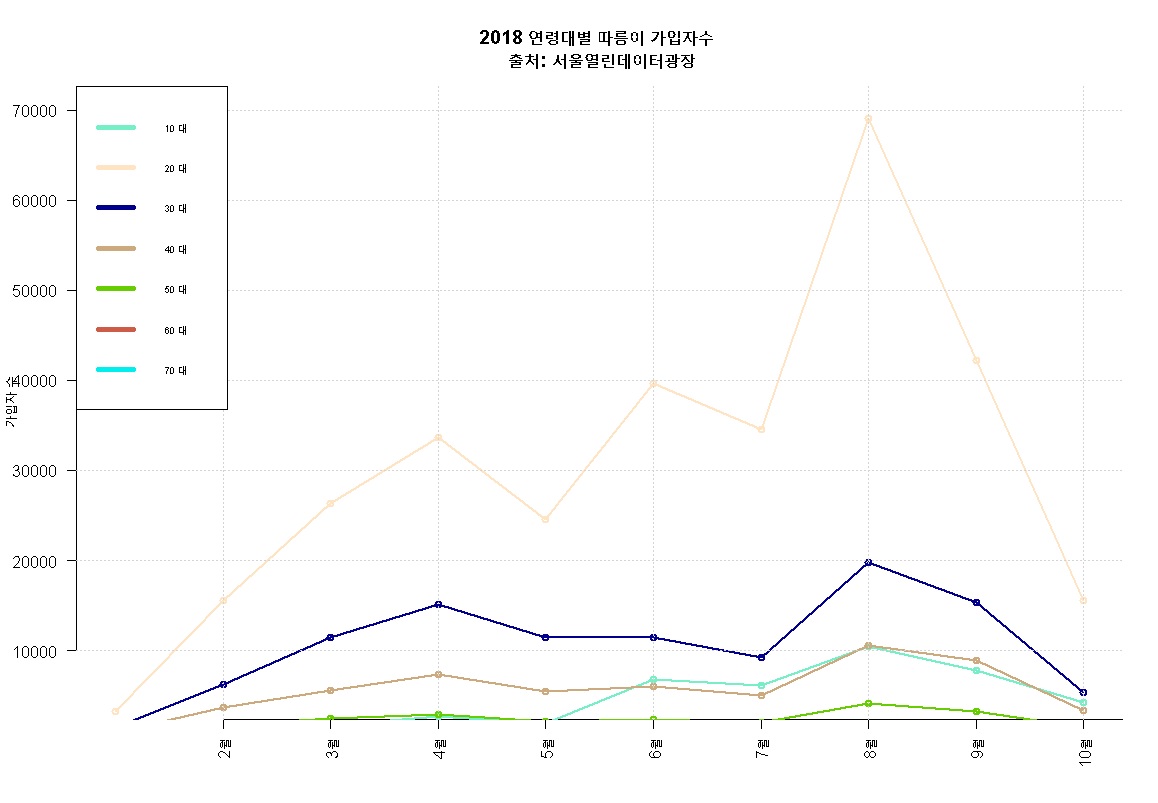 2018 연령대별 따릉이 가입자수
출처: 서울열린데이터광장
10 대
20 대
30 대
40 대
50 대
60 대
70 대
가입자 수
70000
60000
50000
40000
30000
20000
10000
2월
3월
4월
5월
6월
7월
8월
9월
10월